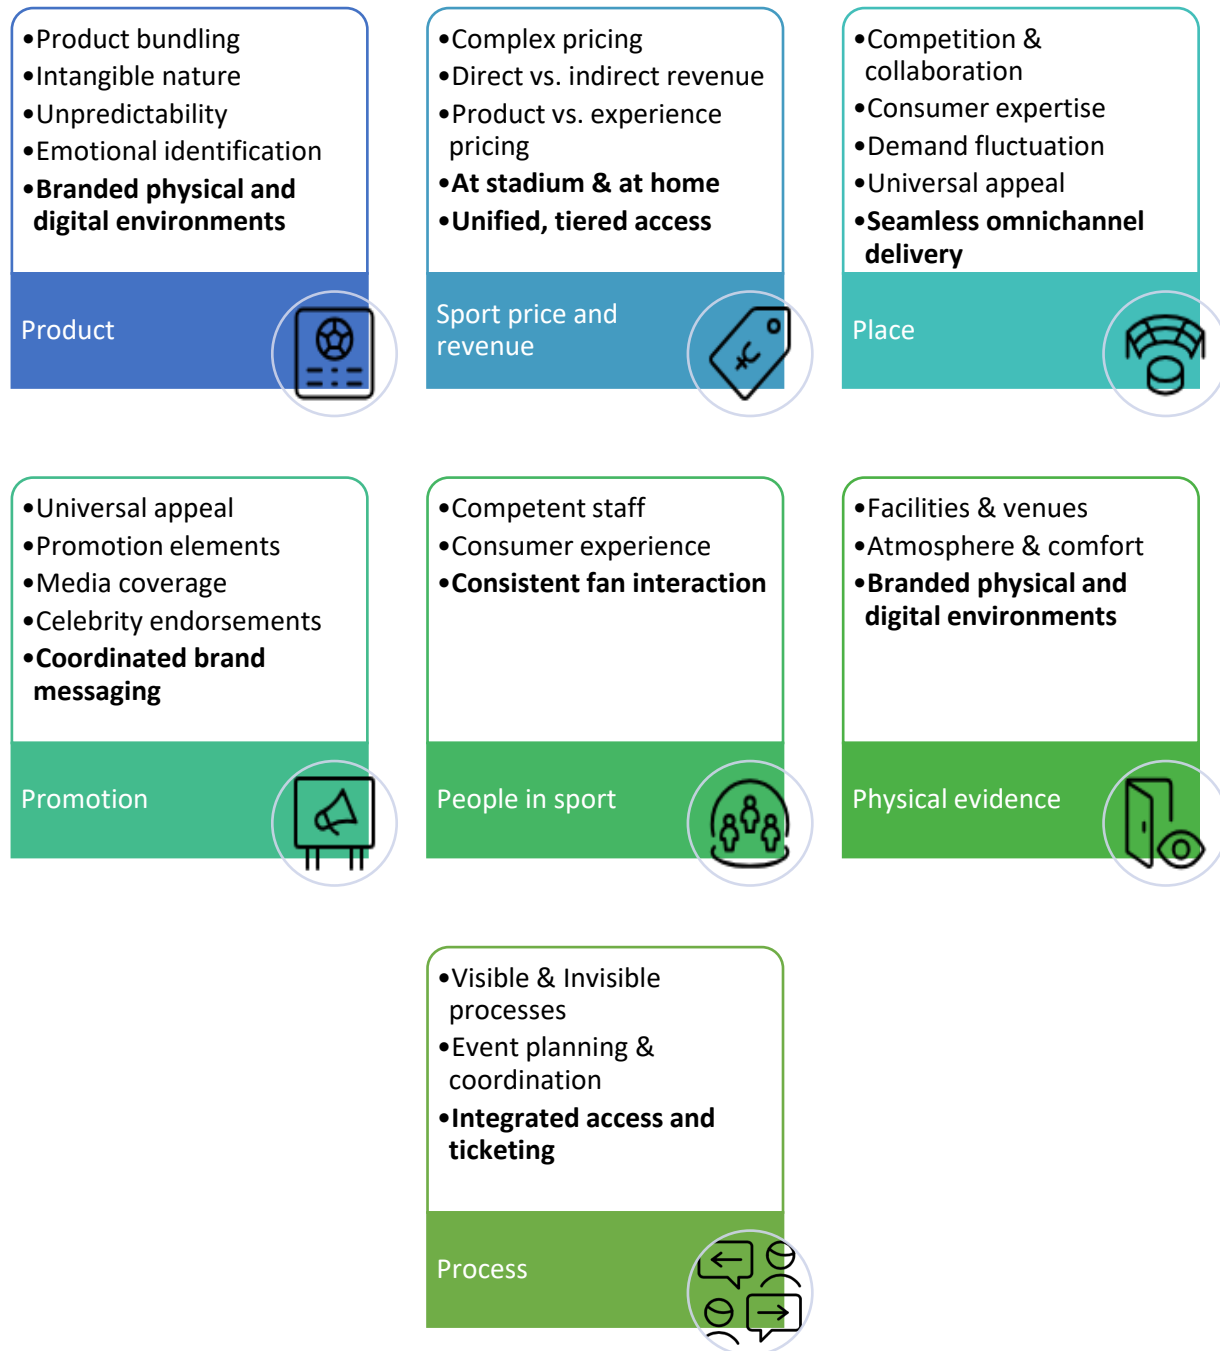 •Product bundling
•Intangible nature
•Unpredictability
•Emotional identification
•Branded physical and
digital environments
Product
•Complex pricing
•Direct vs. indirect revenue
•Product vs. experience
pricing
•At stadium & at home
•Unified, tiered access
Sport price and
revenue
•Competition &
collaboration
•Consumer expertise
•Demand fluctuation
•Universal appeal
•Seamless omnichannel
delivery
Place
•Universal appeal
•Promotion elements
•Media coverage
•Celebrity endorsements
•Coordinated brand
messaging
Promotion
•Competent staff
•Consumer experience
•Consistent fan interaction
People in sport
•Facilities & venues
•Atmosphere & comfort
•Branded physical and
digital environments
Physical evidence
•Visible & Invisible
processes
•Event planning &
coordination
•Integrated access and
ticketing
Process